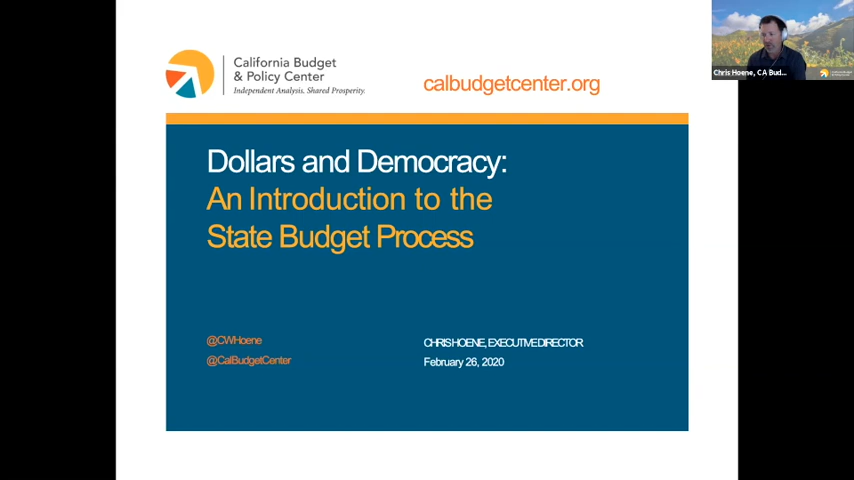 California Budget
& Policy Center
Independent Analysis. Shared Prosperity.
calbudgetcenter.org
Chris Hoene, CA Bud...
Dollars and Democracy:
An Introduction to the
State Budget Process
@CWHoene
@CalBudgetCenter
CHRIS HOENE, EXECUTIVE DIRECTOR
February 26, 2020